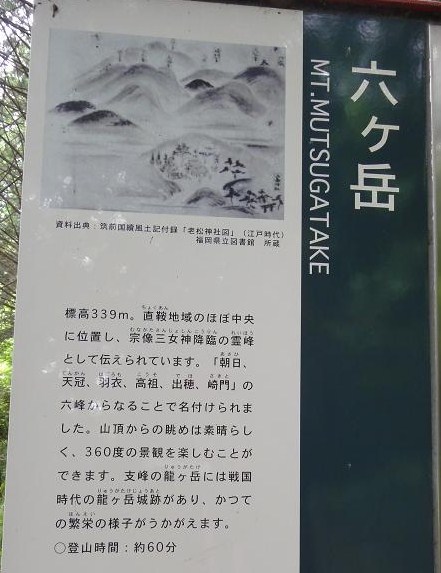 六ヶ岳
MT.MUTSUGATAKE
資料出典：筑前国續風土記付録「老松神社図」（江戸時代）
福岡県立図書館　所蔵
標高339m。直鞍地域のほぼ中央
に位置し、宗像三女神降臨の霊峰
として伝えられています。「朝日、
天冠、羽衣、高祖、出穂、崎門」の
六峰からなることで名付けられま
した。山頂からの眺めは素晴らし
く、360度の景観を楽しむことが
できます。支峰の龍ヶ岳には戦国
時代の龍ヶ岳城跡があり、かつて
の繁栄の様子がうかがえます。
○登山時間：約60分